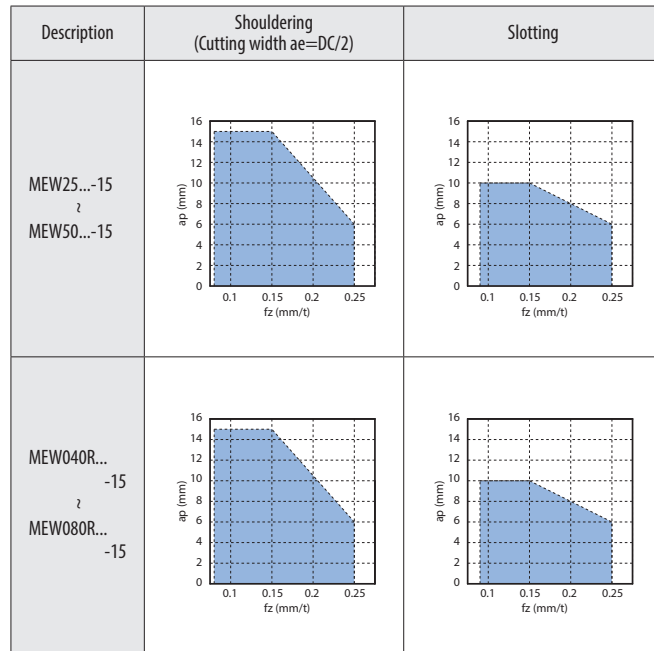 Description
Shouldering
(Cutting width ae=DC/2)
Slotting
MEW25...-15
≀
MEW50...-15
16
14
12
10
8
6
4
2
0
ap (mm)
0.1 0.15 0.2 0.25
fz (mm/t)
16
14
12
10
8
6
4
2
0
ap (mm)
0.1 0.15 0.2 0.25
fz (mm/t)
MEW040R...
-15
≀
MEW080R...
-15
16
14
12
10
8
6
4
2
0
ap (mm)
0.1 0.15 0.2 0.25
fz (mm/t)
16
14
12
10
8
6
4
2
0
ap (mm)
0.1 0.15 0.2 0.25
fz (mm/t)